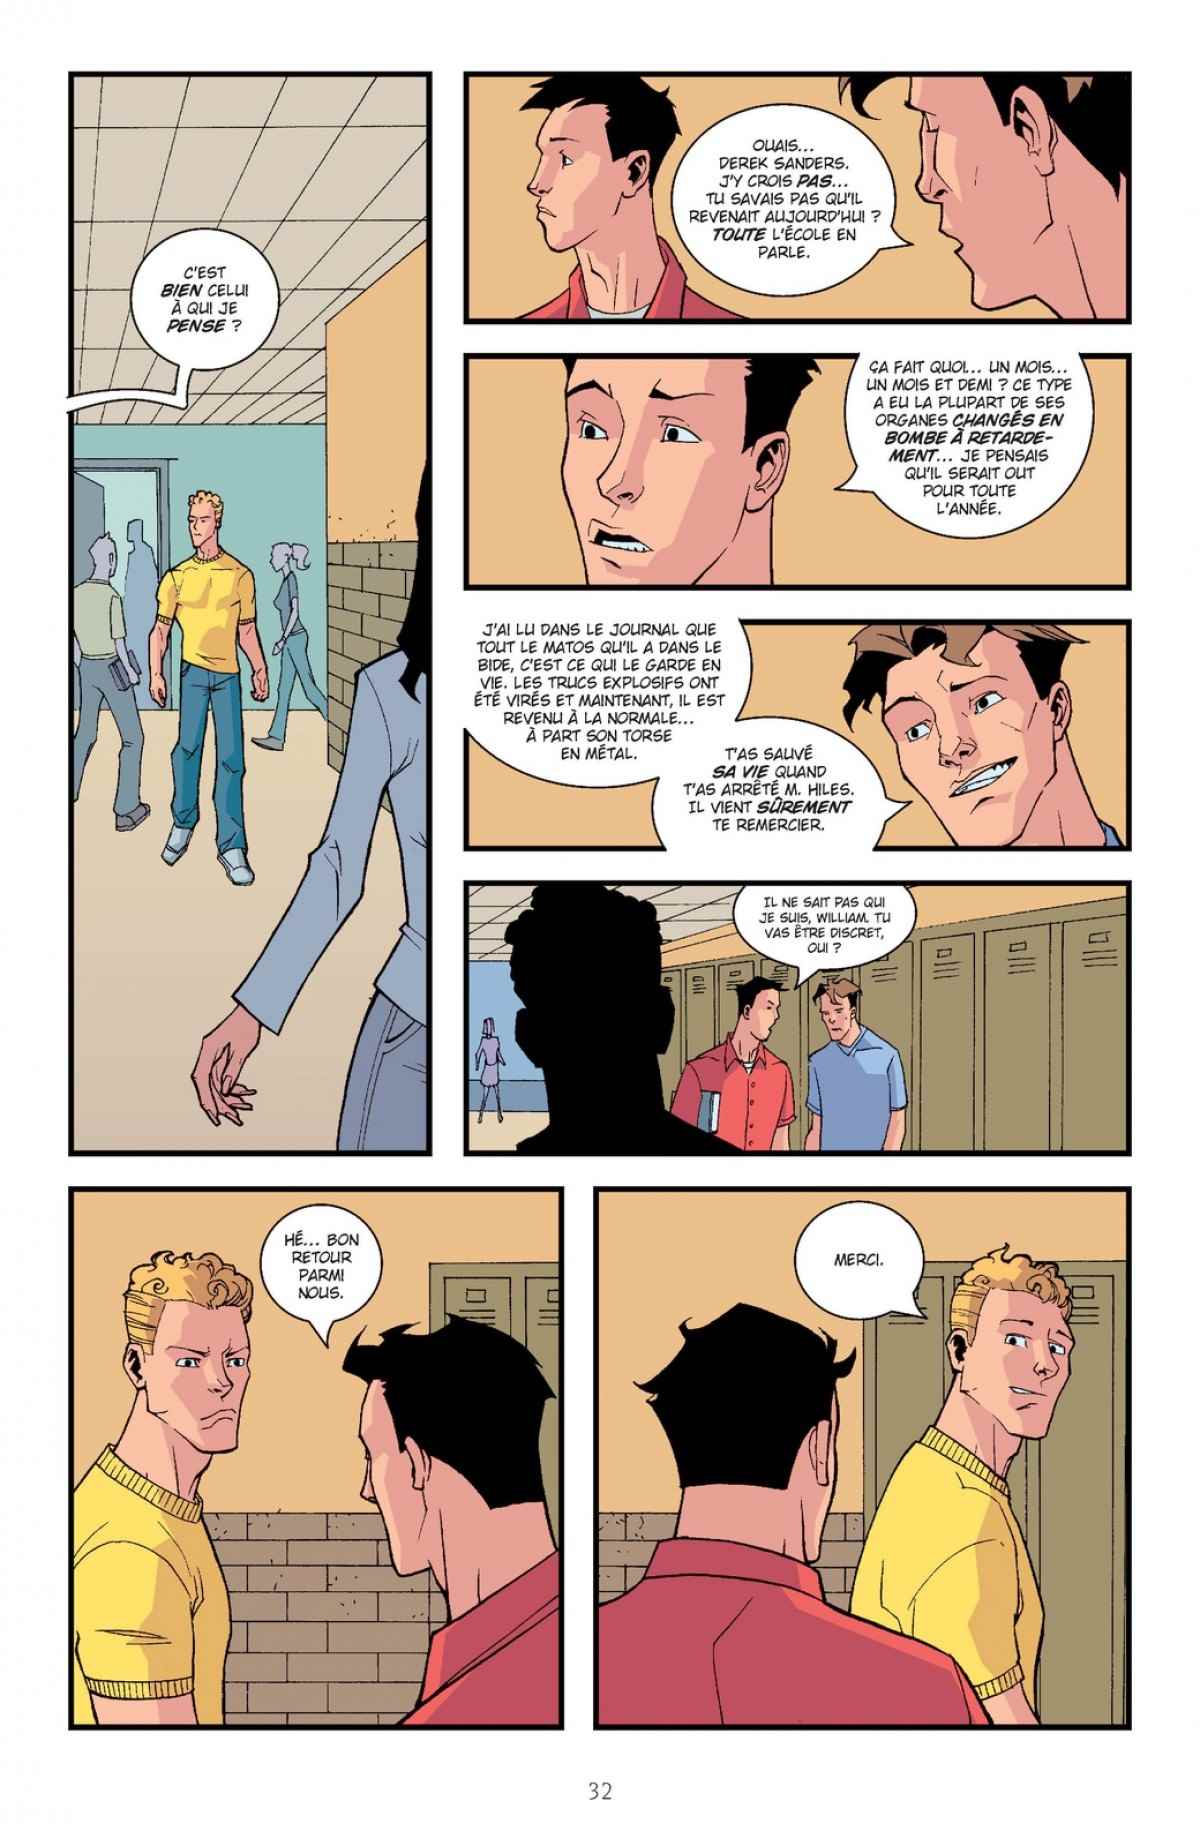 C'EST
BIEN CELUI
À QUI JE
PENSE ?
OUAIS...
DEREK SANDERS.
J'Y CROIS PAS...
TU SAVAIS PAS QU'IL
REVENAIT AUJOURD'HUI ?
TOUTE L'ÉCOLE EN
PARLE.
ÇA FAIT QUOI... UN MOIS...
UN MOIS ET DEMI ? CE TYPE
A EU LA PLUPART DE SES
ORGANES CHANGÉS EN
BOMBE À RETARDE-
MENT... JE PENSAIS
QU'IL SERAIT OUT
POUR TOUTE
L'ANNÉE.
J'AI LU DANS LE JOURNAL QUE
TOUT LE MATOS QU'IL A DANS LE
BIDE, C'EST CE QUI LE GARDE EN
VIE. LES TRUCS EXPLOSIFS ONT
ÉTÉ VIRÉS ET MAINTENANT, IL EST
REVENU À LA NORMALE...
À PART SON TORSE
EN MÉTAL.
T'AS SAUVÉ
SA VIE QUAND
T'AS ARRÊTÉ M. HILES.
IL VIENT SÛREMENT
TE REMERCIER.
IL NE SAIT PAS QUI
JE SUIS, WILLIAM. TU
VAS ÊTRE DISCRET,
OUI ?
HÉ... BON
RETOUR
PARMI
NOUS.
MERCI.
32